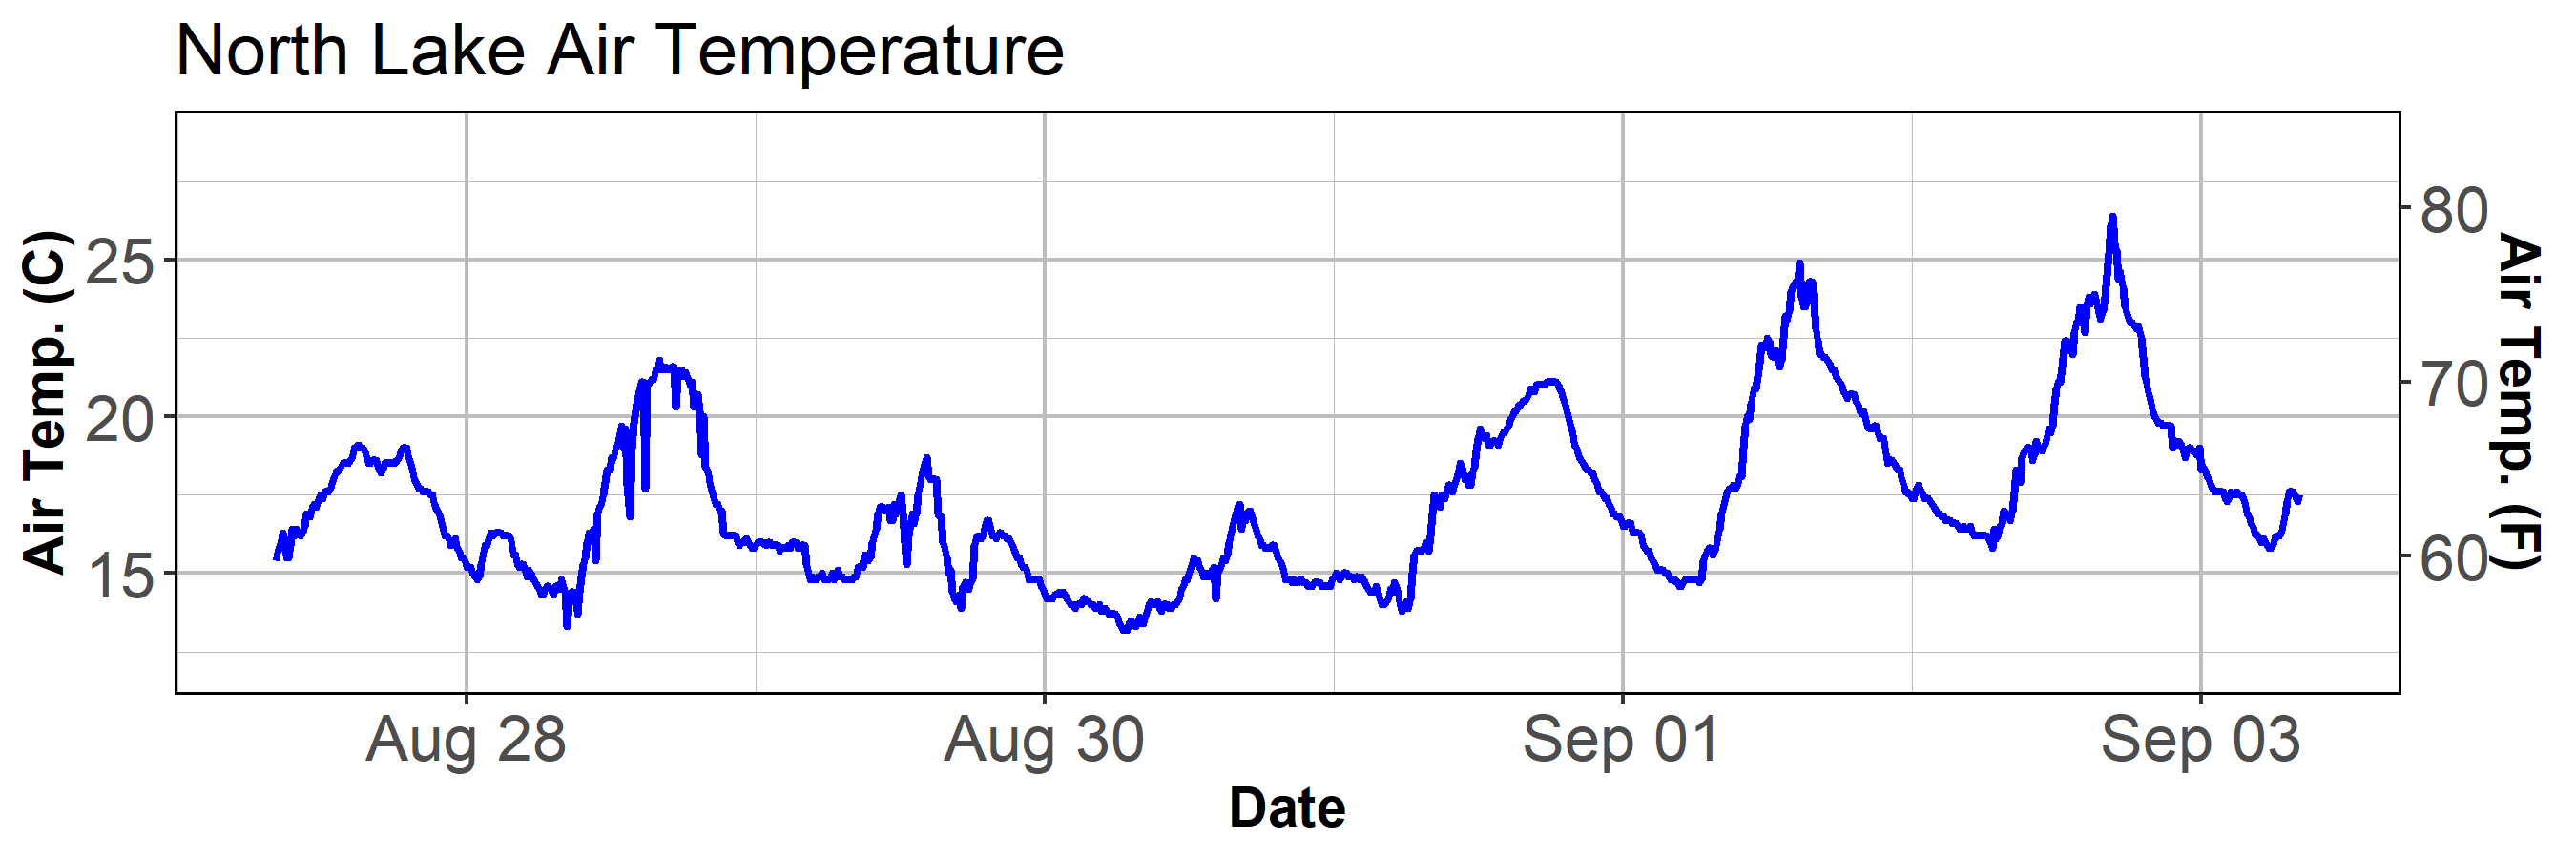 North Lake Air Temperature
Air Temp. (C)
25
20
15
80
70
60
Air Temp. (F)
Aug 28
Aug 30
Sep 01
Sep 03
Date